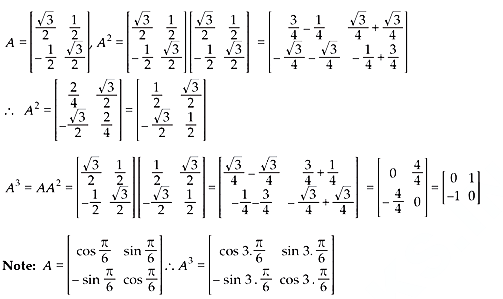 A = [√3/2 1/2; -1/2 √3/2], A² = [√3/2 1/2; -1/2 √3/2] [√3/2 1/2; -1/2 √3/2] = [3/4 - 1/4 √3/4 + √3/4; -√3/4 - √3/4 -1/4 + 3/4]
∴ A² = [2/4 √3/2; -√3/2 2/4] = [1/2 √3/2; -√3/2 1/2]
A³ = AA² = [√3/2 1/2; -1/2 √3/2] [1/2 √3/2; -√3/2 1/2] = [√3/4 - √3/4 3/4 + 1/4; -1/4 - 3/4 -√3/4 + √3/4] = [0 4/4; -4/4 0] = [0 1; -1 0]
Note: A = [cos π/6 sin π/6; - sin π/6 cos π/6] ∴ A³ = [cos 3.π/6 sin 3.π/6; - sin 3.π/6 cos 3.π/6]